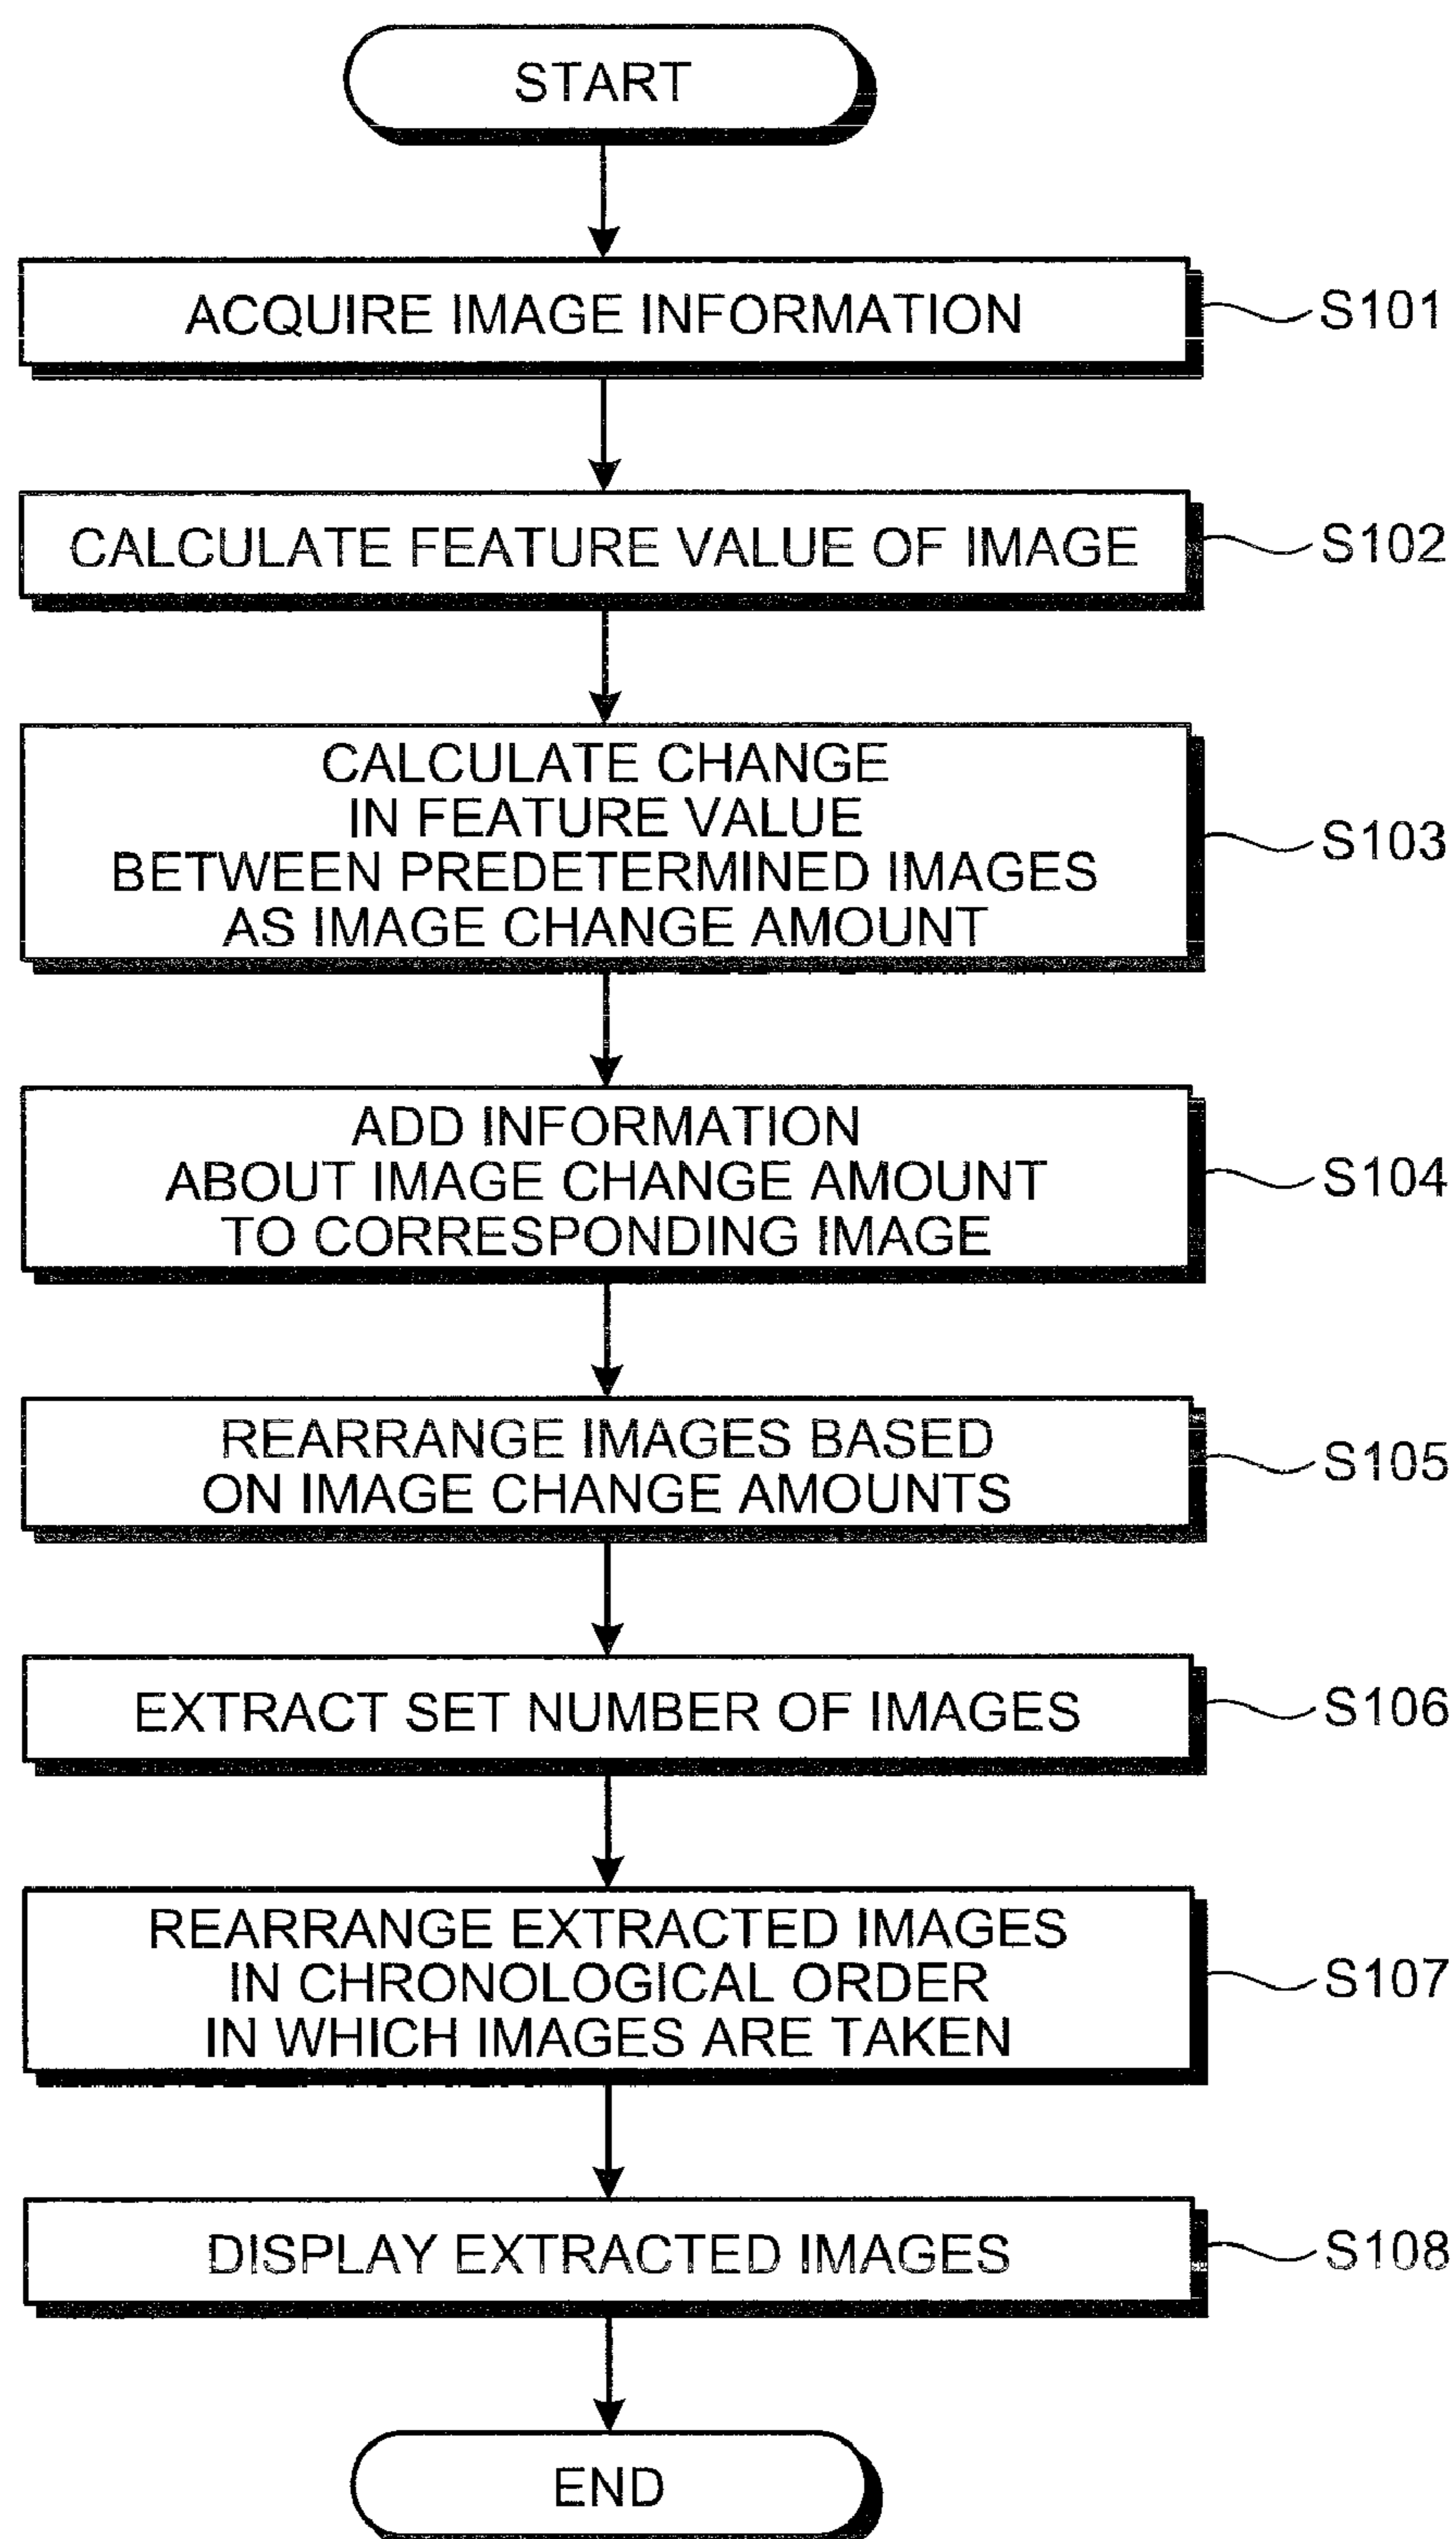 START
ACQUIRE IMAGE INFORMATION
S101
CALCULATE FEATURE VALUE OF IMAGE
S102
CALCULATE CHANGE
IN FEATURE VALUE
BETWEEN PREDETERMINED IMAGES
AS IMAGE CHANGE AMOUNT
S103
ADD INFORMATION
ABOUT IMAGE CHANGE AMOUNT
TO CORRESPONDING IMAGE
S104
REARRANGE IMAGES BASED
ON IMAGE CHANGE AMOUNTS
S105
EXTRACT SET NUMBER OF IMAGES
S106
REARRANGE EXTRACTED IMAGES
IN CHRONOLOGICAL ORDER
IN WHICH IMAGES ARE TAKEN
S107
DISPLAY EXTRACTED IMAGES
S108
END